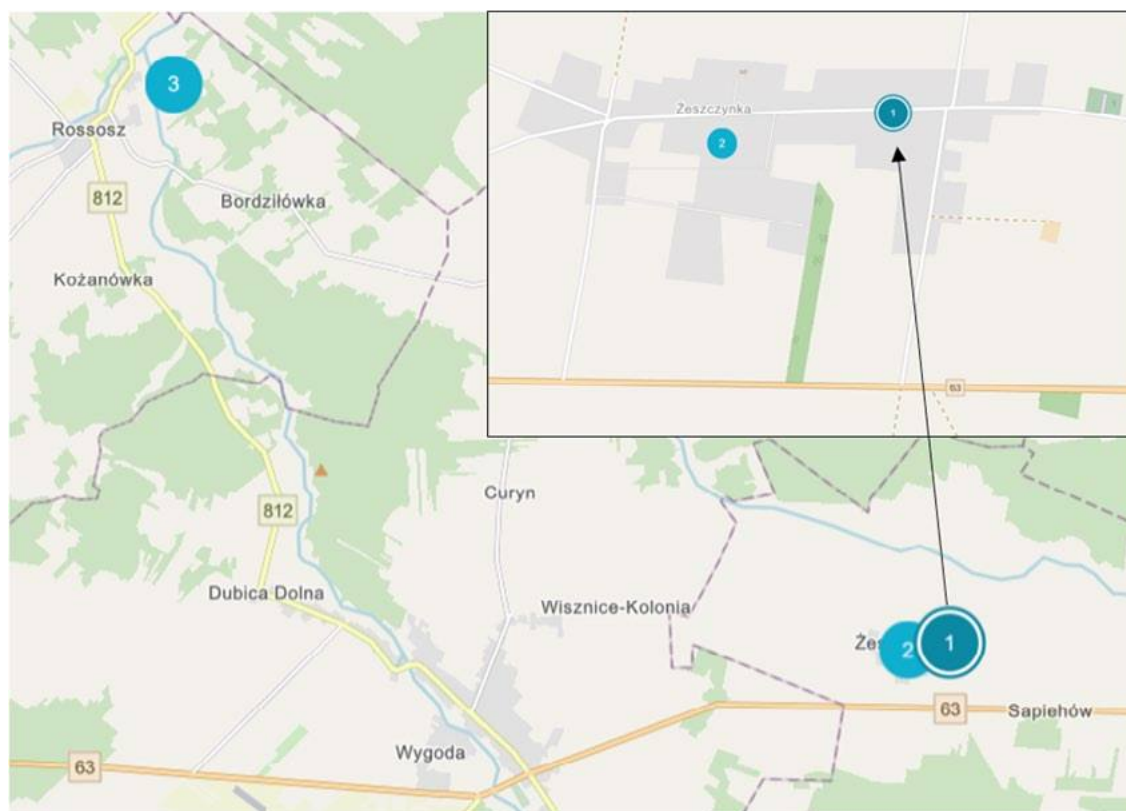 3
Rossosz
812
Bordziłówka
Kożanówka
Żeszczynka
1
2
63
812
Curyn
Dubica Dolna
Wisznice-Kolonia
Że
2
1
63
Sapiehów
Wygoda
63